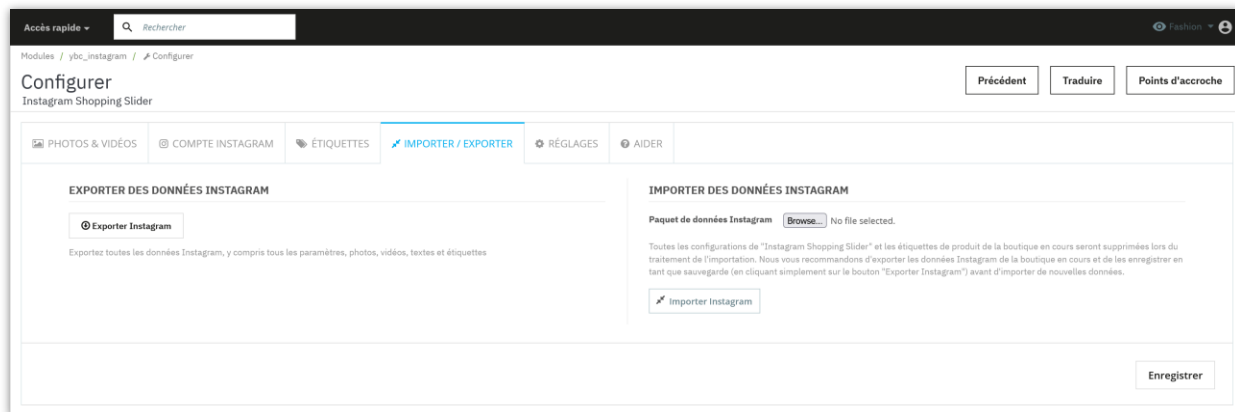 Accès rapide
Rechercher
Fashion
Modules / ybc_instagram / Configurer
Configurer
Instagram Shopping Slider
Précédent
Traduire
Points d'accroche
PHOTOS & VIDÉOS
COMPTE INSTAGRAM
ÉTIQUETTES
IMPORTER / EXPORTER
RÉGLAGES
AIDER
EXPORTER DES DONNÉES INSTAGRAM
Exporter Instagram
Exportez toutes les données Instagram, y compris tous les paramètres, photos, vidéos, textes et étiquettes
IMPORTER DES DONNÉES INSTAGRAM
Paquet de données Instagram Browse... No file selected.
Toutes les configurations de "Instagram Shopping Slider" et les étiquettes de produit de la boutique en cours seront supprimées lors du
traitement de l'importation. Nous vous recommandons d'exporter les données Instagram de la boutique en cours et de les enregistrer en
tant que sauvegarde (en cliquant simplement sur le bouton "Exporter Instagram") avant d'importer de nouvelles données.
Importer Instagram
Enregistrer